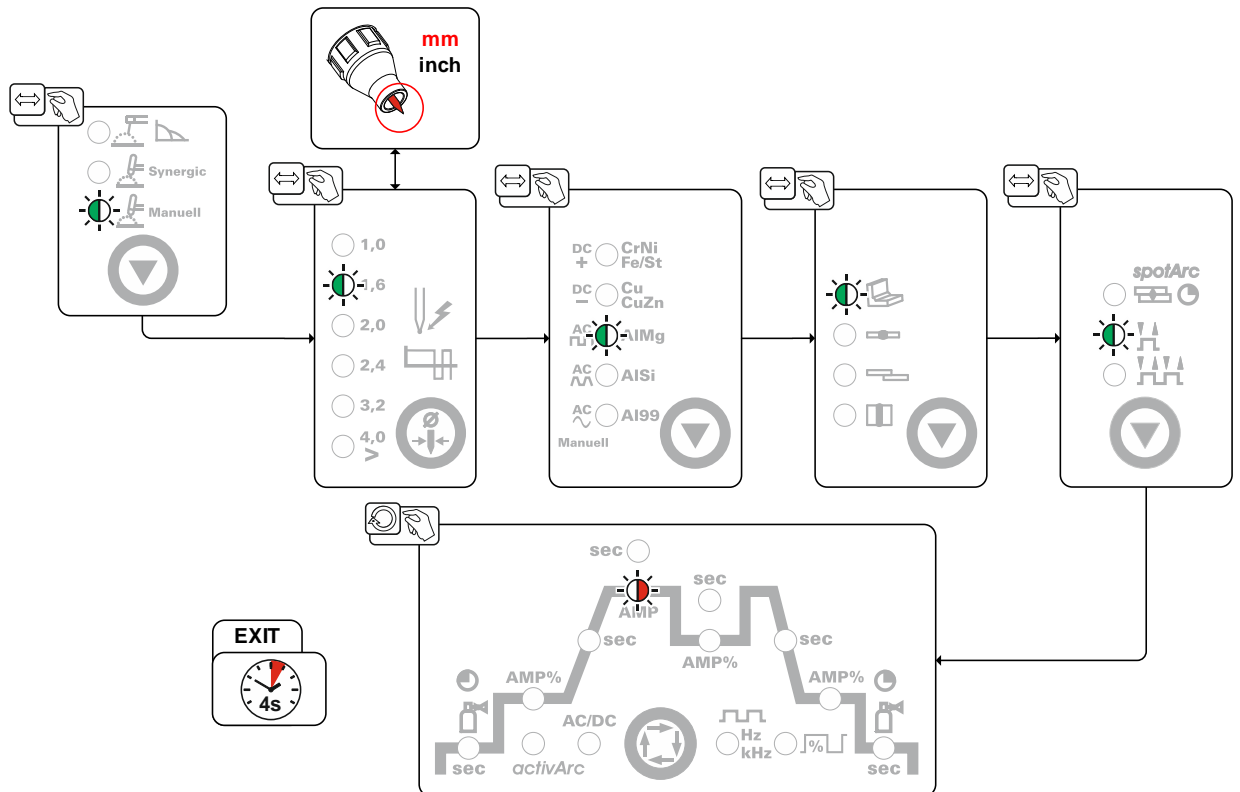 mm
inch
Synergic
Manuell
1,0
1,6
2,0
2,4
3,2
4,0
>
Ø
DC
+
CrNi
Fe/St
DC
–
Cu
CuZn
AC
AlMg
AC
AlSi
AC
Al99
Manuell
spotArc
sec
AMP
sec
AMP%
sec
sec
AMP%
AMP%
sec
activArc
AC/DC
Hz
kHz
%
sec
EXIT
4s